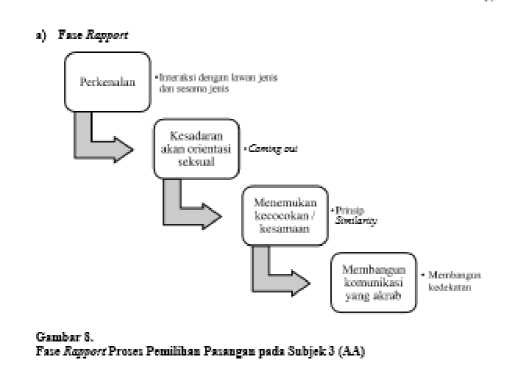 a) Fase Rapport
Perkenalan
•Interaksi dengan lawan jenis
dan sesama jenis
Kesadaran
akan orientasi
seksual
•Coming out
Menemukan
kecocokan /
kesamaan
•Prinsip
Similarity
Membangun
komunikasi
yang akrab
• Membangun
kedekatan
Gambar 8.
Fase Rapport Proses Pemilihan Pasangan pada Subjek 3 (AA)